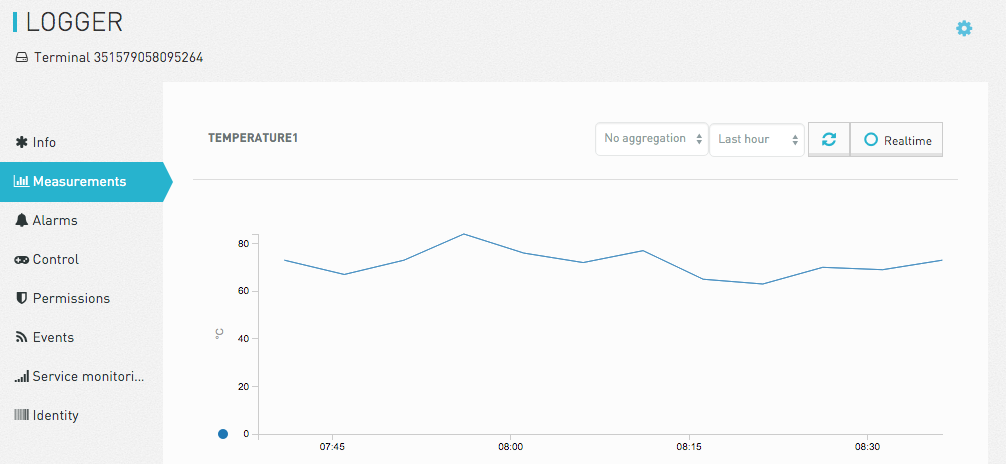 LOGGER
Terminal 351579058095264
Info
Measurements
Alarms
Control
Permissions
Events
Service monitori...
Identity
TEMPERATURE1
No aggregation
Last hour
Realtime
80
60
°C
40
20
0
07:45 08:00 08:15 08:30